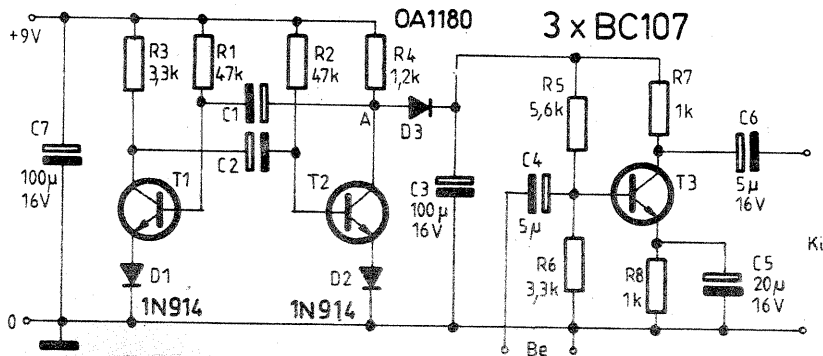 +9V
OA1180
3 x BC107
R3
3,3k
R1
47k
R2
47k
R4
1,2k
C1
A
D3
R5
5,6k
R7
1k
C6
5µ
16V
C7
100µ
16V
C2
T1
T2
C3
100µ
16V
C4
5µ
T3
Ki
D1
1N914
D2
1N914
R6
3,3k
R8
1k
C5
20µ
16V
0
Be